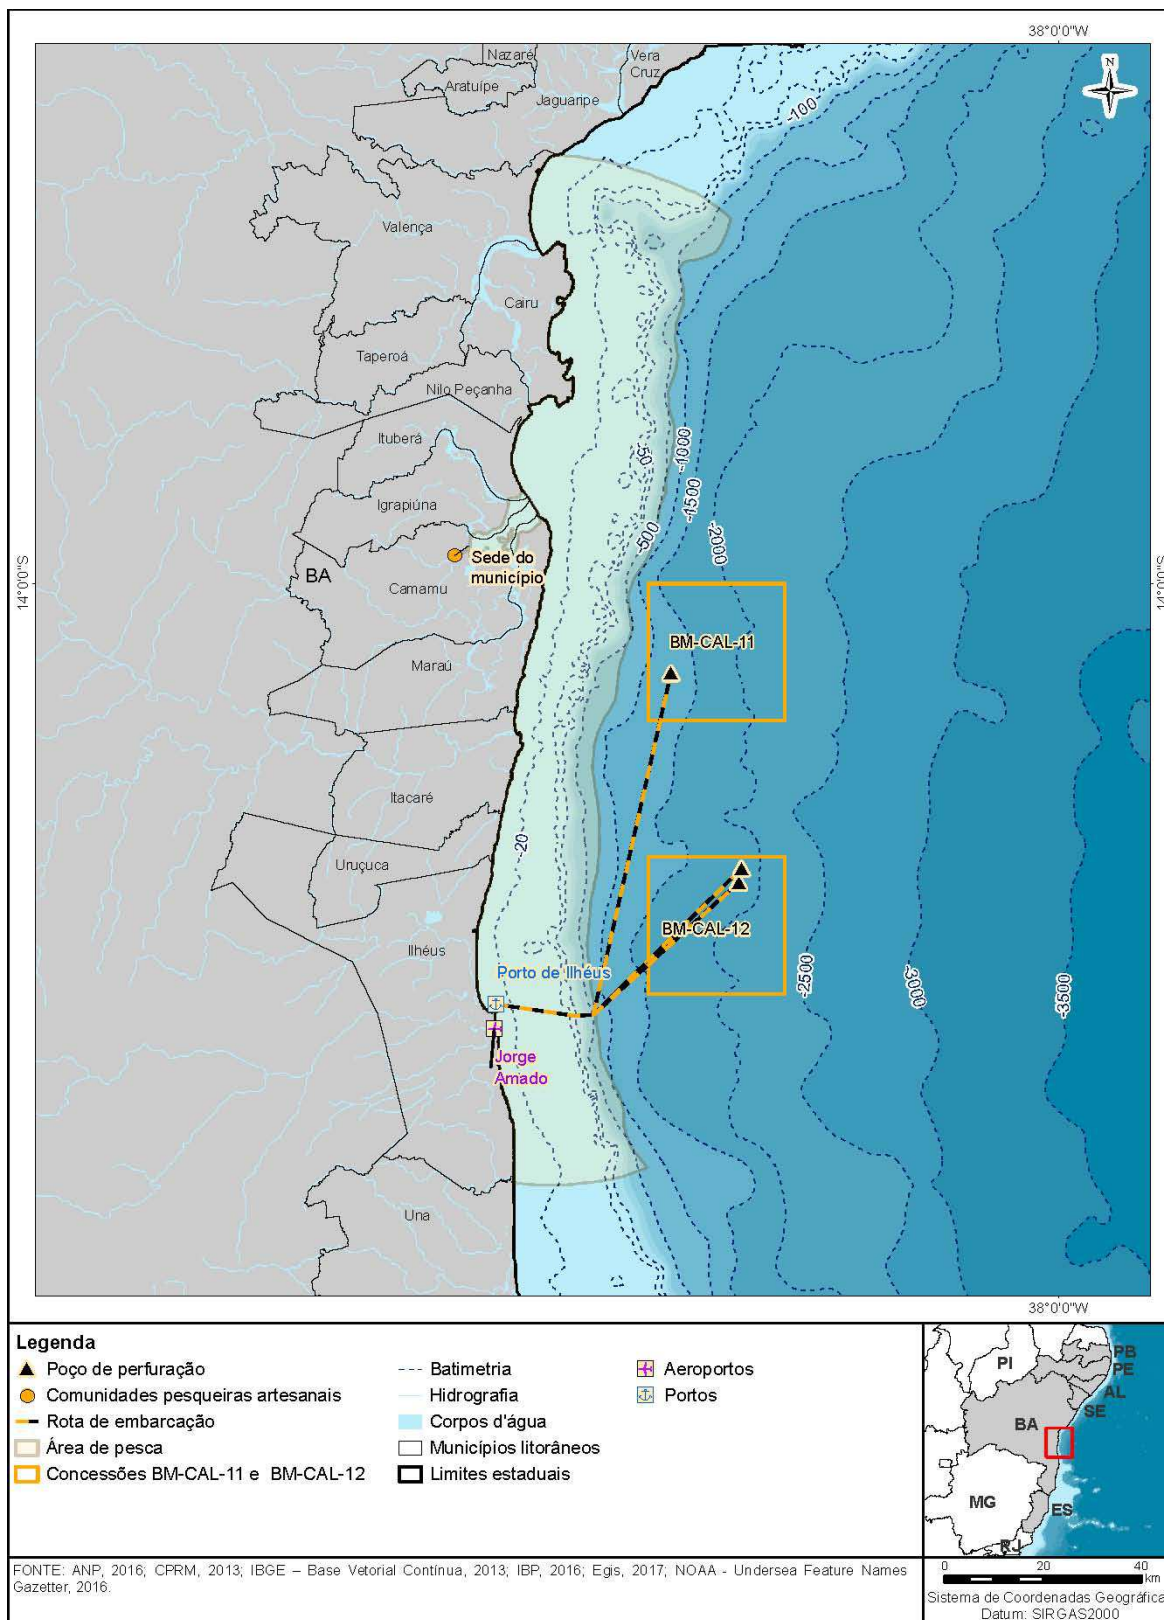 38°0'0"W
Nazaré
Vera
Cruz
Aratuípe
Jaguaripe
N
-100
Valença
Cairu
Taperoá
Nilo Peçanha
Ituberá
-50
-1000
Igrapiúna
-1500
-500
-2000
Sede do
município
14°0'0"S
BA
14°0'0"S
Camamu
BM-CAL-11
Maraú
Itacaré
-20
Uruçuca
BM-CAL-12
Ilhéus
Porto de Ilhéus
-2500
-3000
-3500
Jorge
Amado
Una
38°0'0"W
Legenda
Poço de perfuração
Comunidades pesqueiras artesanais
Rota de embarcação
Área de pesca
Concessões BM-CAL-11 e BM-CAL-12
Batimetria
Hidrografia
Corpos d'água
Municípios litorâneos
Limites estaduais
Aeroportos
Portos
PI
PB
PE
AL
SE
BA
MG
ES
RJ
FONTE: ANP, 2016; CPRM, 2013; IBGE – Base Vetorial Contínua, 2013; IBP, 2016; Egis, 2017; NOAA - Undersea Feature Names
Gazetter, 2016.
0 20 40
km
Sistema de Coordenadas Geográfica
Datum: SIRGAS2000